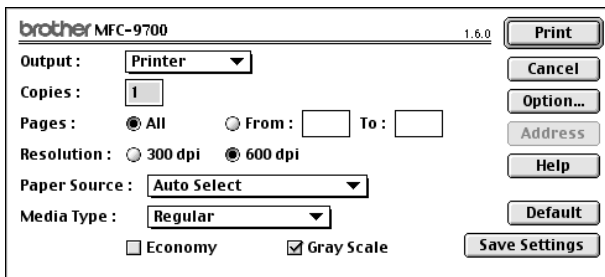 brother MFC-9700 1.6.0 Print
Output : Printer Cancel
Copies : 1 Option...
Pages : All From : To : Address
Resolution : 300 dpi 600 dpi Help
Paper Source : Auto Select
Media Type : Regular Default
Economy Gray Scale Save Settings